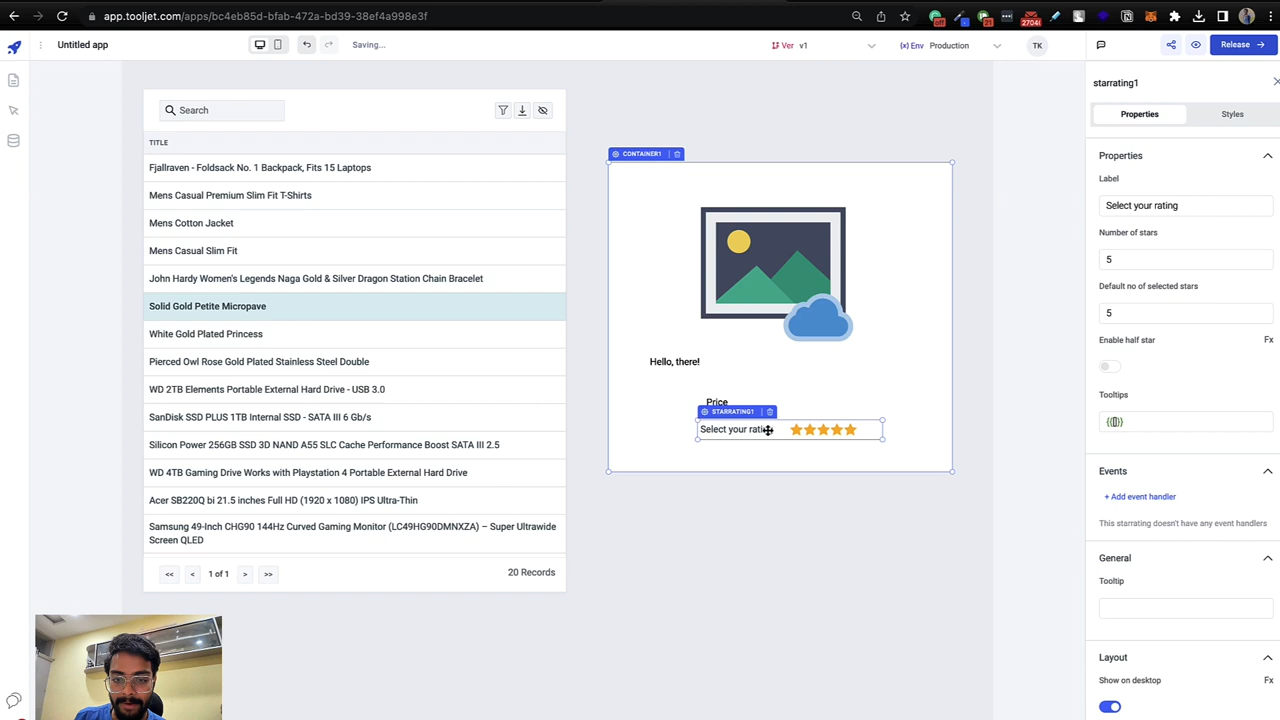 app.tooljet.com/apps/bc4eb85d-bfab-472a-bd39-38ef4a998e3f
Untitled app
Saving...
Ver v1
(x) Env Production
TK
Release
Search
TITLE
Fjallraven - Foldsack No. 1 Backpack, Fits 15 Laptops
Mens Casual Premium Slim Fit T-Shirts
Mens Cotton Jacket
Mens Casual Slim Fit
John Hardy Women's Legends Naga Gold & Silver Dragon Station Chain Bracelet
Solid Gold Petite Micropave
White Gold Plated Princess
Pierced Owl Rose Gold Plated Stainless Steel Double
WD 2TB Elements Portable External Hard Drive - USB 3.0
SanDisk SSD PLUS 1TB Internal SSD - SATA III 6 Gb/s
Silicon Power 256GB SSD 3D NAND A55 SLC Cache Performance Boost SATA III 2.5
WD 4TB Gaming Drive Works with Playstation 4 Portable External Hard Drive
Acer SB220Q bi 21.5 inches Full HD (1920 x 1080) IPS Ultra-Thin
Samsung 49-Inch CHG90 144Hz Curved Gaming Monitor (LC49HG90DMNXZA) – Super Ultrawide
Screen QLED
<< < 1 of 1 > >>
20 Records
CONTAINER1
Hello, there!
Price
STARRATING1
Select your rating
starrating1
Properties
Styles
Properties
Label
Select your rating
Number of stars
5
Default no of selected stars
5
Enable half star
Fx
Tooltips
{{[]}}
Events
+ Add event handler
This starrating doesn't have any event handlers
General
Tooltip
Layout
Show on desktop
Fx